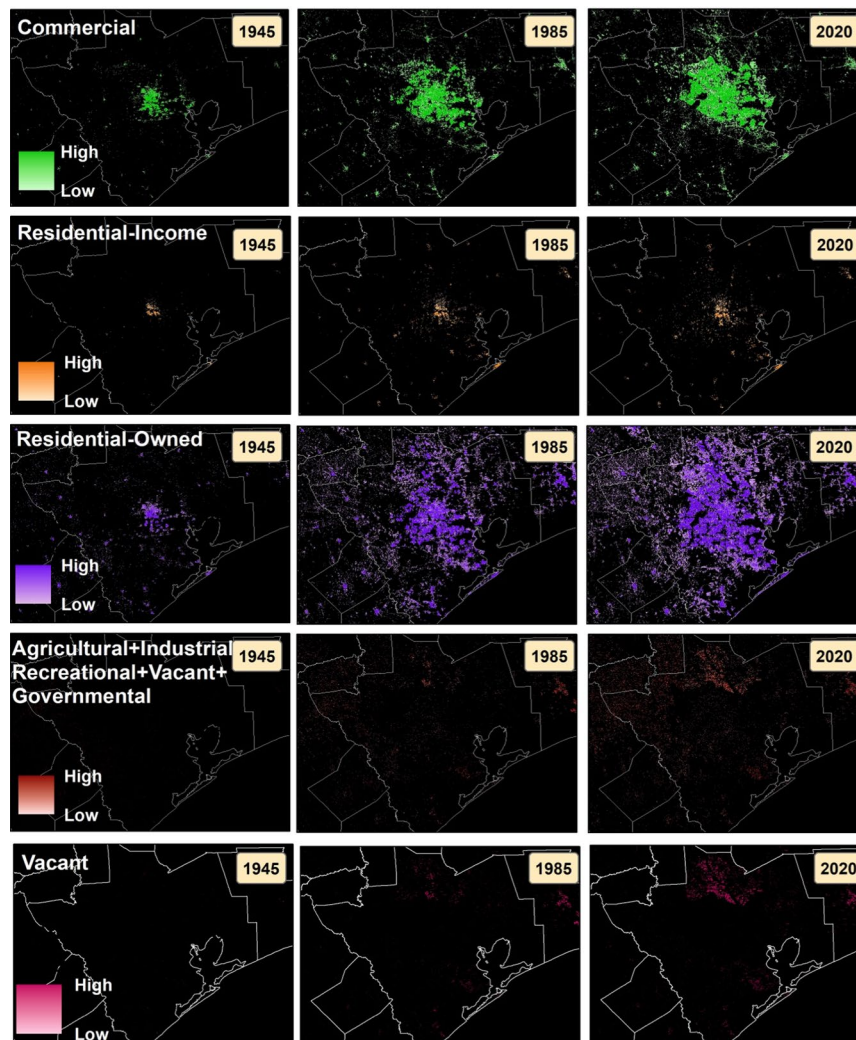 Commercial
1945
1985
2020
High
Low
Residential-Income
1945
1985
2020
High
Low
Residential-Owned
1945
1985
2020
High
Low
Agricultural+Industrial
1945
1985
2020
Recreational+Vacant+
Governmental
High
Low
Vacant
1945
1985
2020
High
Low